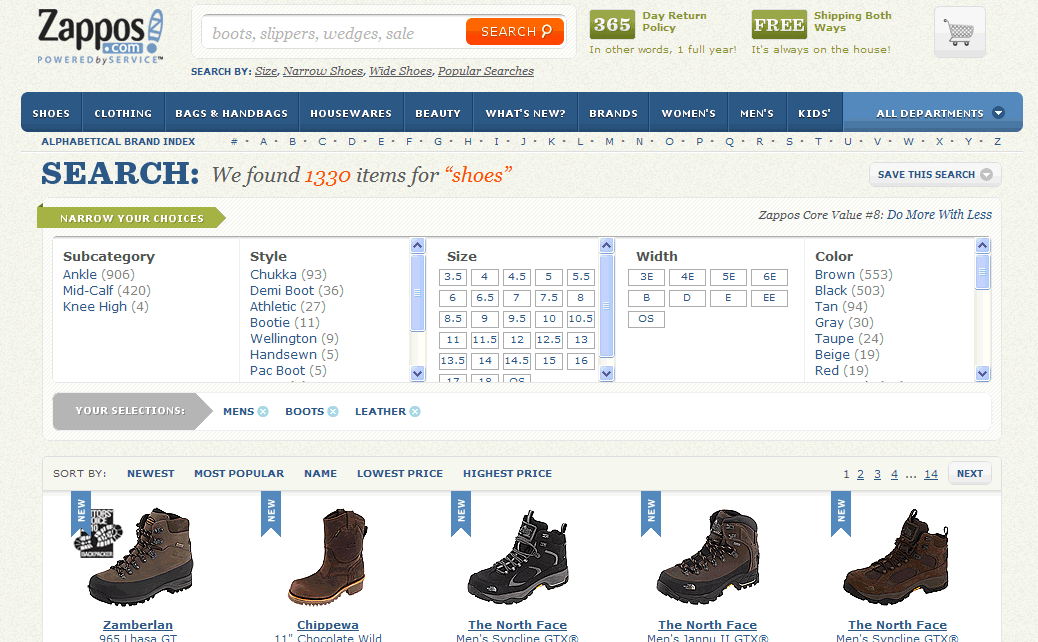 Zappos
.com
POWERED by SERVICE™
boots, slippers, wedges, sale
SEARCH
365 Day Return Policy
In other words, 1 full year!
FREE Shipping Both Ways
It's always on the house!
SEARCH BY: Size, Narrow Shoes, Wide Shoes, Popular Searches
SHOES CLOTHING BAGS & HANDBAGS HOUSEWARES BEAUTY WHAT'S NEW? BRANDS WOMEN'S MEN'S KIDS' ALL DEPARTMENTS
ALPHABETICAL BRAND INDEX # • A • B • C • D • E • F • G • H • I • J • K • L • M • N • O • P • Q • R • S • T • U • V • W • X • Y • Z
SEARCH: We found 1330 items for “shoes”
SAVE THIS SEARCH
NARROW YOUR CHOICES
Zappos Core Value #8: Do More With Less
Subcategory
Ankle (906)
Mid-Calf (420)
Knee High (4)
Style
Chukka (93)
Demi Boot (36)
Athletic (27)
Bootie (11)
Wellington (9)
Handsewn (5)
Pac Boot (5)
Size
3.5 4 4.5 5 5.5
6 6.5 7 7.5 8
8.5 9 9.5 10 10.5
11 11.5 12 12.5 13
13.5 14 14.5 15 16
17 18 OS
Width
3E 4E 5E 6E
B D E EE
OS
Color
Brown (553)
Black (503)
Tan (94)
Gray (30)
Taupe (24)
Beige (19)
Red (19)
YOUR SELECTIONS: MENS BOOTS LEATHER
SORT BY: NEWEST MOST POPULAR NAME LOWEST PRICE HIGHEST PRICE
1 2 3 4 ... 14 NEXT
NEW
NEW
NEW
NEW
NEW
BACKPACKER
Zamberlan
965 Lhasa GT
Chippewa
11" Chocolate Wild
The North Face
Men's Syncline GTX®
The North Face
Men's Jannu II GTX®
The North Face
Men's Syncline GTX®